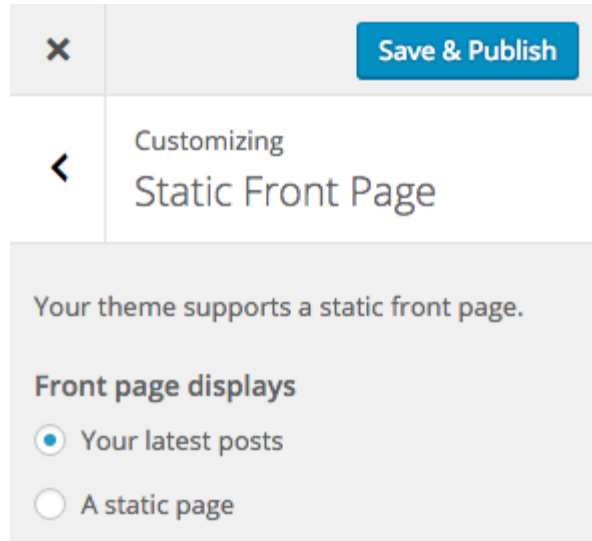 Save & Publish
Customizing
Static Front Page
Your theme supports a static front page.
Front page displays
Your latest posts
A static page